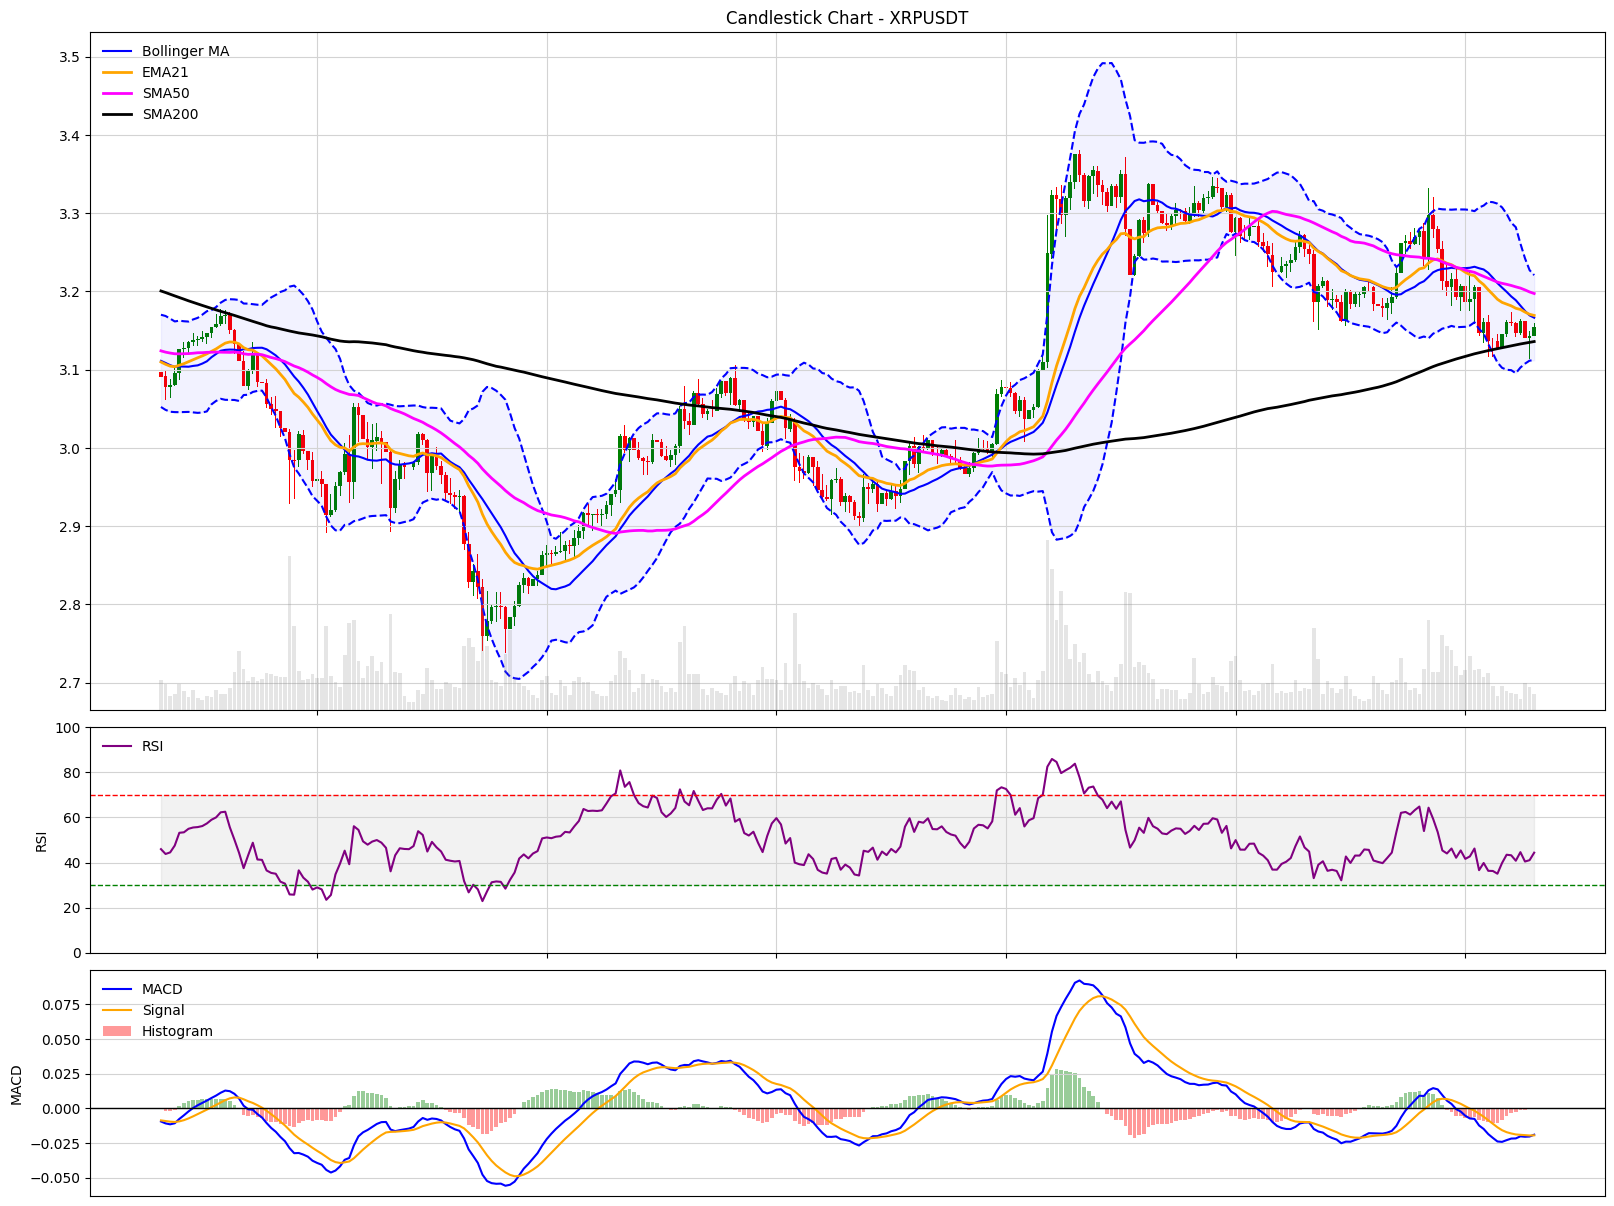 Candlestick Chart - XRPUSDT
Bollinger MA
EMA21
SMA50
SMA200
3.5
3.4
3.3
3.2
3.1
3.0
2.9
2.8
2.7
RSI
RSI
100
80
60
40
20
0
MACD
Signal
Histogram
MACD
0.075
0.050
0.025
0.000
−0.025
−0.050